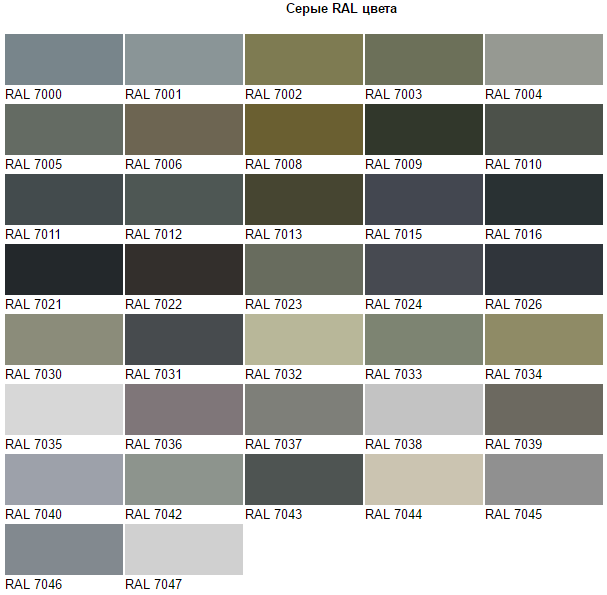 Серые RAL цвета
RAL 7000 RAL 7001 RAL 7002 RAL 7003 RAL 7004
RAL 7005 RAL 7006 RAL 7008 RAL 7009 RAL 7010
RAL 7011 RAL 7012 RAL 7013 RAL 7015 RAL 7016
RAL 7021 RAL 7022 RAL 7023 RAL 7024 RAL 7026
RAL 7030 RAL 7031 RAL 7032 RAL 7033 RAL 7034
RAL 7035 RAL 7036 RAL 7037 RAL 7038 RAL 7039
RAL 7040 RAL 7042 RAL 7043 RAL 7044 RAL 7045
RAL 7046 RAL 7047